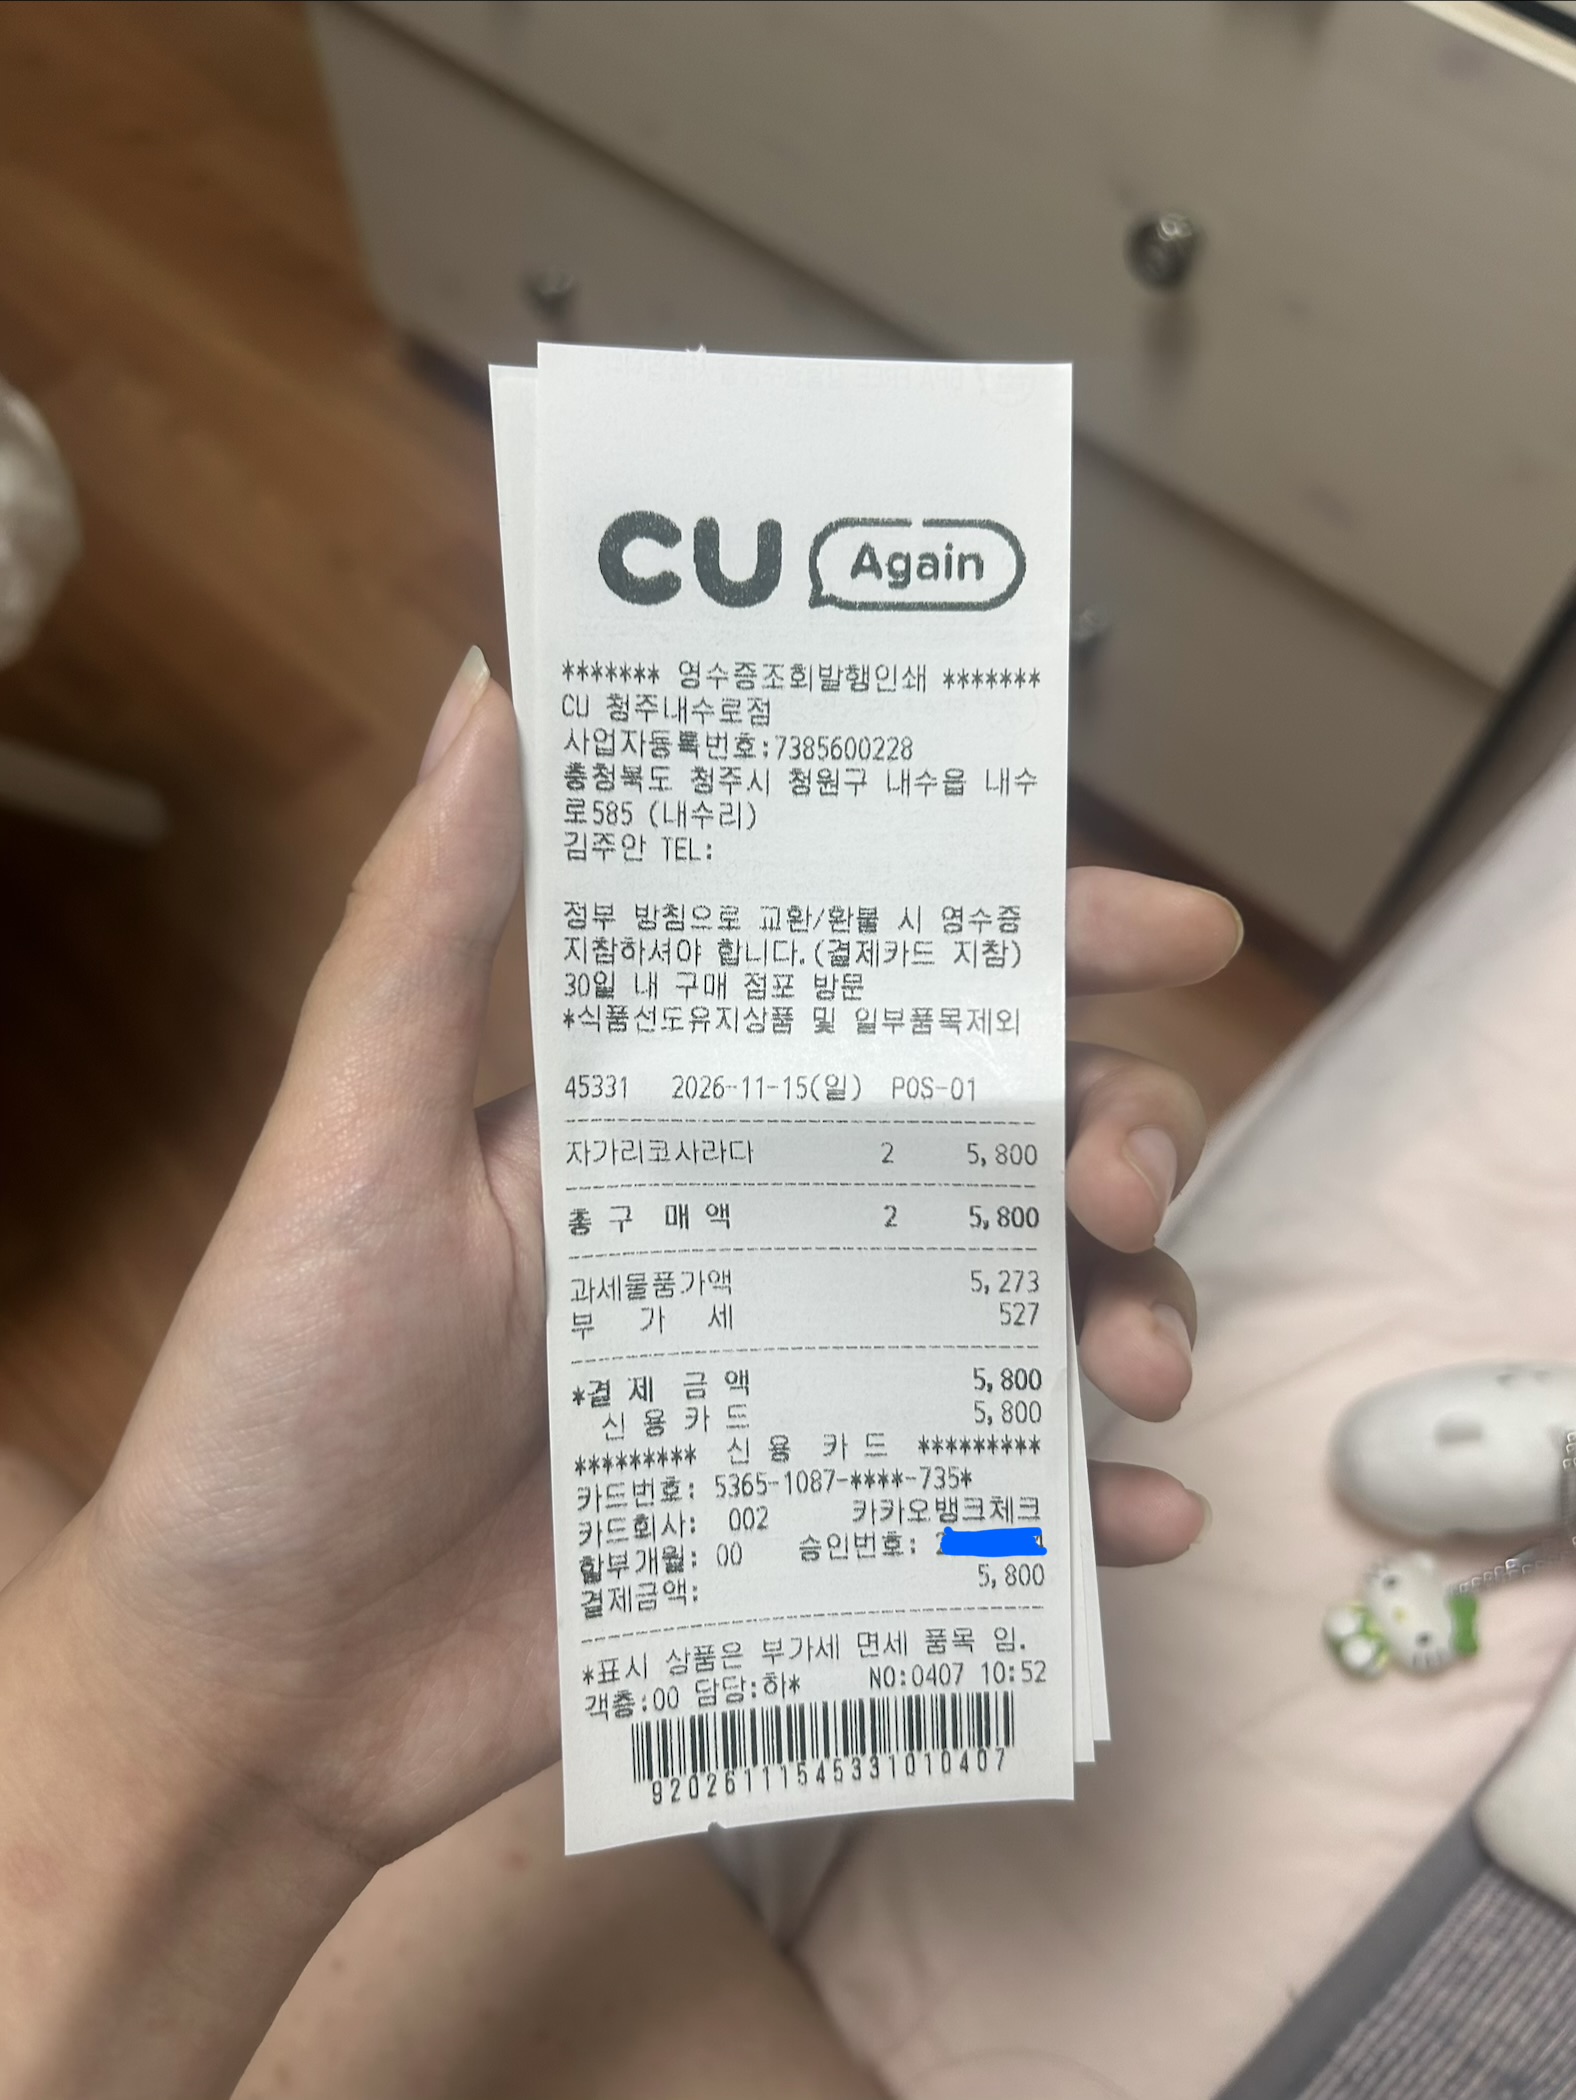 CU Again
******* 영수증조회발행인쇄 *******
CU 청주내수로점
사업자등록번호:7385600228
충청북도 청주시 청원구 내수읍 내수
로585 (내수리)
김주안 TEL:
정부 방침으로 교환/환불 시 영수증
지참하셔야 합니다.(결제카드 지참)
30일 내 구매 점포 방문
*식품선도유지상품 및 일부품목제외
45331 2026-11-15(일) POS-01
자가리코사라다 2 5,800
총 구 매 액 2 5,800
과세물품가액 5,273
부 가 세 527
*결 제 금 액 5,800
신 용 카 드 5,800
********* 신 용 카 드 *********
카드번호: 5365-1087-****-735*
카드회사: 002 카카오뱅크체크
할부개월: 00 승인번호:
결제금액: 5,800
*표시 상품은 부가세 면세 품목 임.
객층:00 담당:하* NO:0407 10:52
92026111545331010407